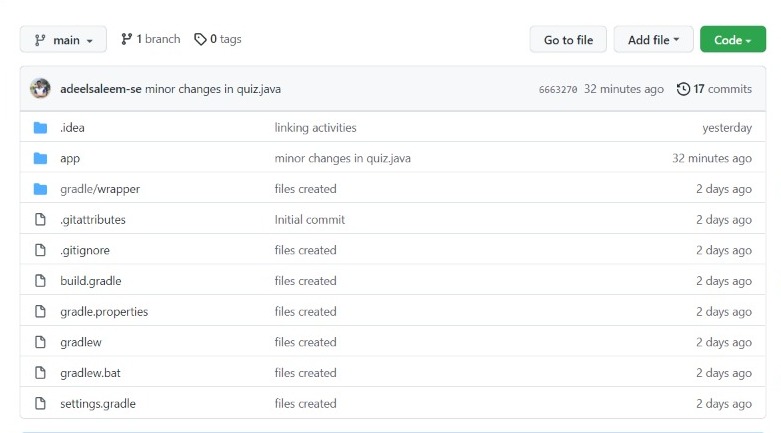 main 1 branch 0 tags Go to file Add file Code
adeelsaleem-se minor changes in quiz.java 6663270 32 minutes ago 17 commits
.idea linking activities yesterday
app minor changes in quiz.java 32 minutes ago
gradle/wrapper files created 2 days ago
.gitattributes Initial commit 2 days ago
.gitignore files created 2 days ago
build.gradle files created 2 days ago
gradle.properties files created 2 days ago
gradlew files created 2 days ago
gradlew.bat files created 2 days ago
settings.gradle files created 2 days ago